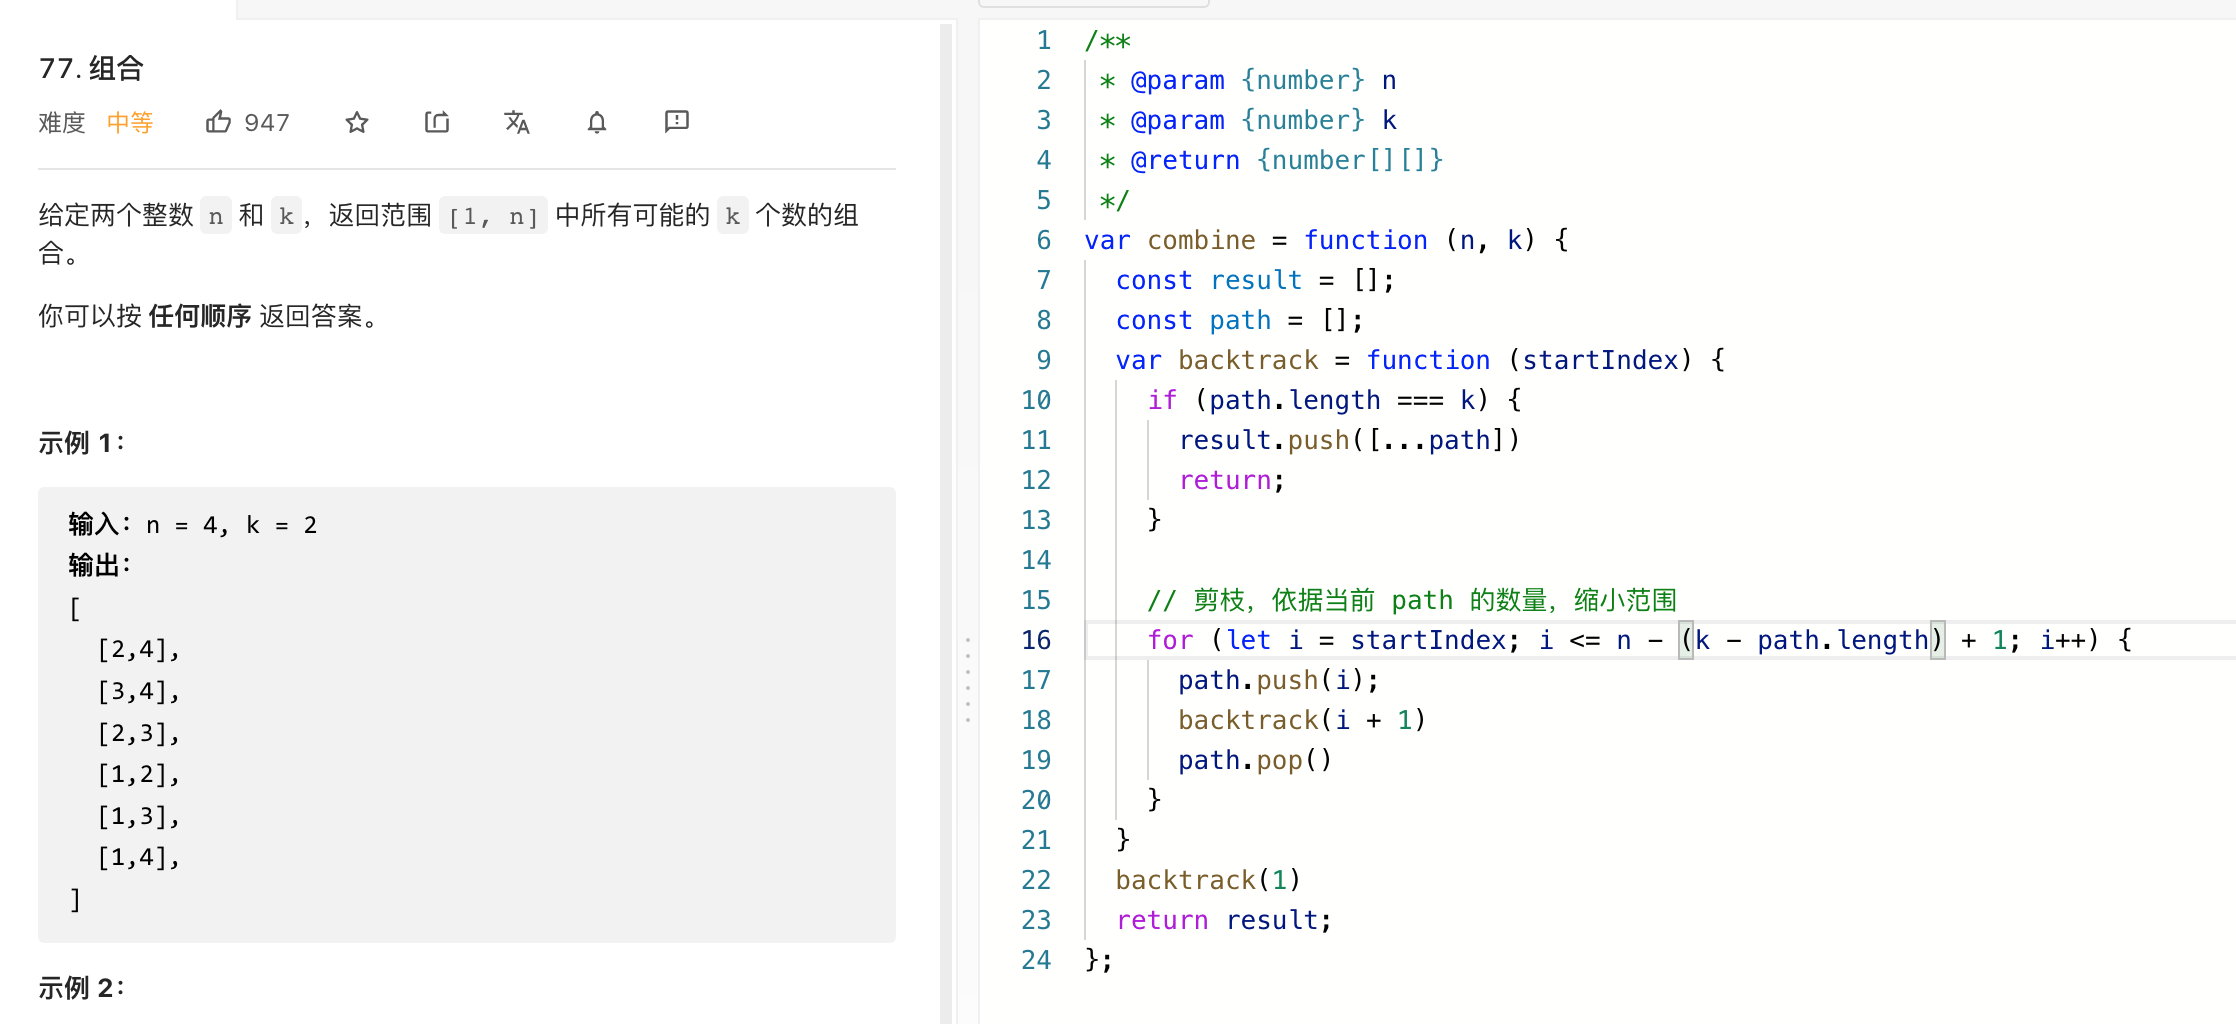 77. 组合
难度 中等 947
给定两个整数 n 和 k，返回范围 [1, n] 中所有可能的 k 个数的组
合。
你可以按 任何顺序 返回答案。
示例 1：
输入：n = 4, k = 2
输出：
[
  [2,4],
  [3,4],
  [2,3],
  [1,2],
  [1,3],
  [1,4],
]
示例 2：
1 /**
2  * @param {number} n
3  * @param {number} k
4  * @return {number[][]}
5  */
6 var combine = function (n, k) {
7   const result = [];
8   const path = [];
9   var backtrack = function (startIndex) {
10     if (path.length === k) {
11       result.push([...path])
12       return;
13     }
14
15     // 剪枝，依据当前 path 的数量，缩小范围
16     for (let i = startIndex; i <= n - (k - path.length) + 1; i++) {
17       path.push(i);
18       backtrack(i + 1)
19       path.pop()
20     }
21   }
22   backtrack(1)
23   return result;
24 };